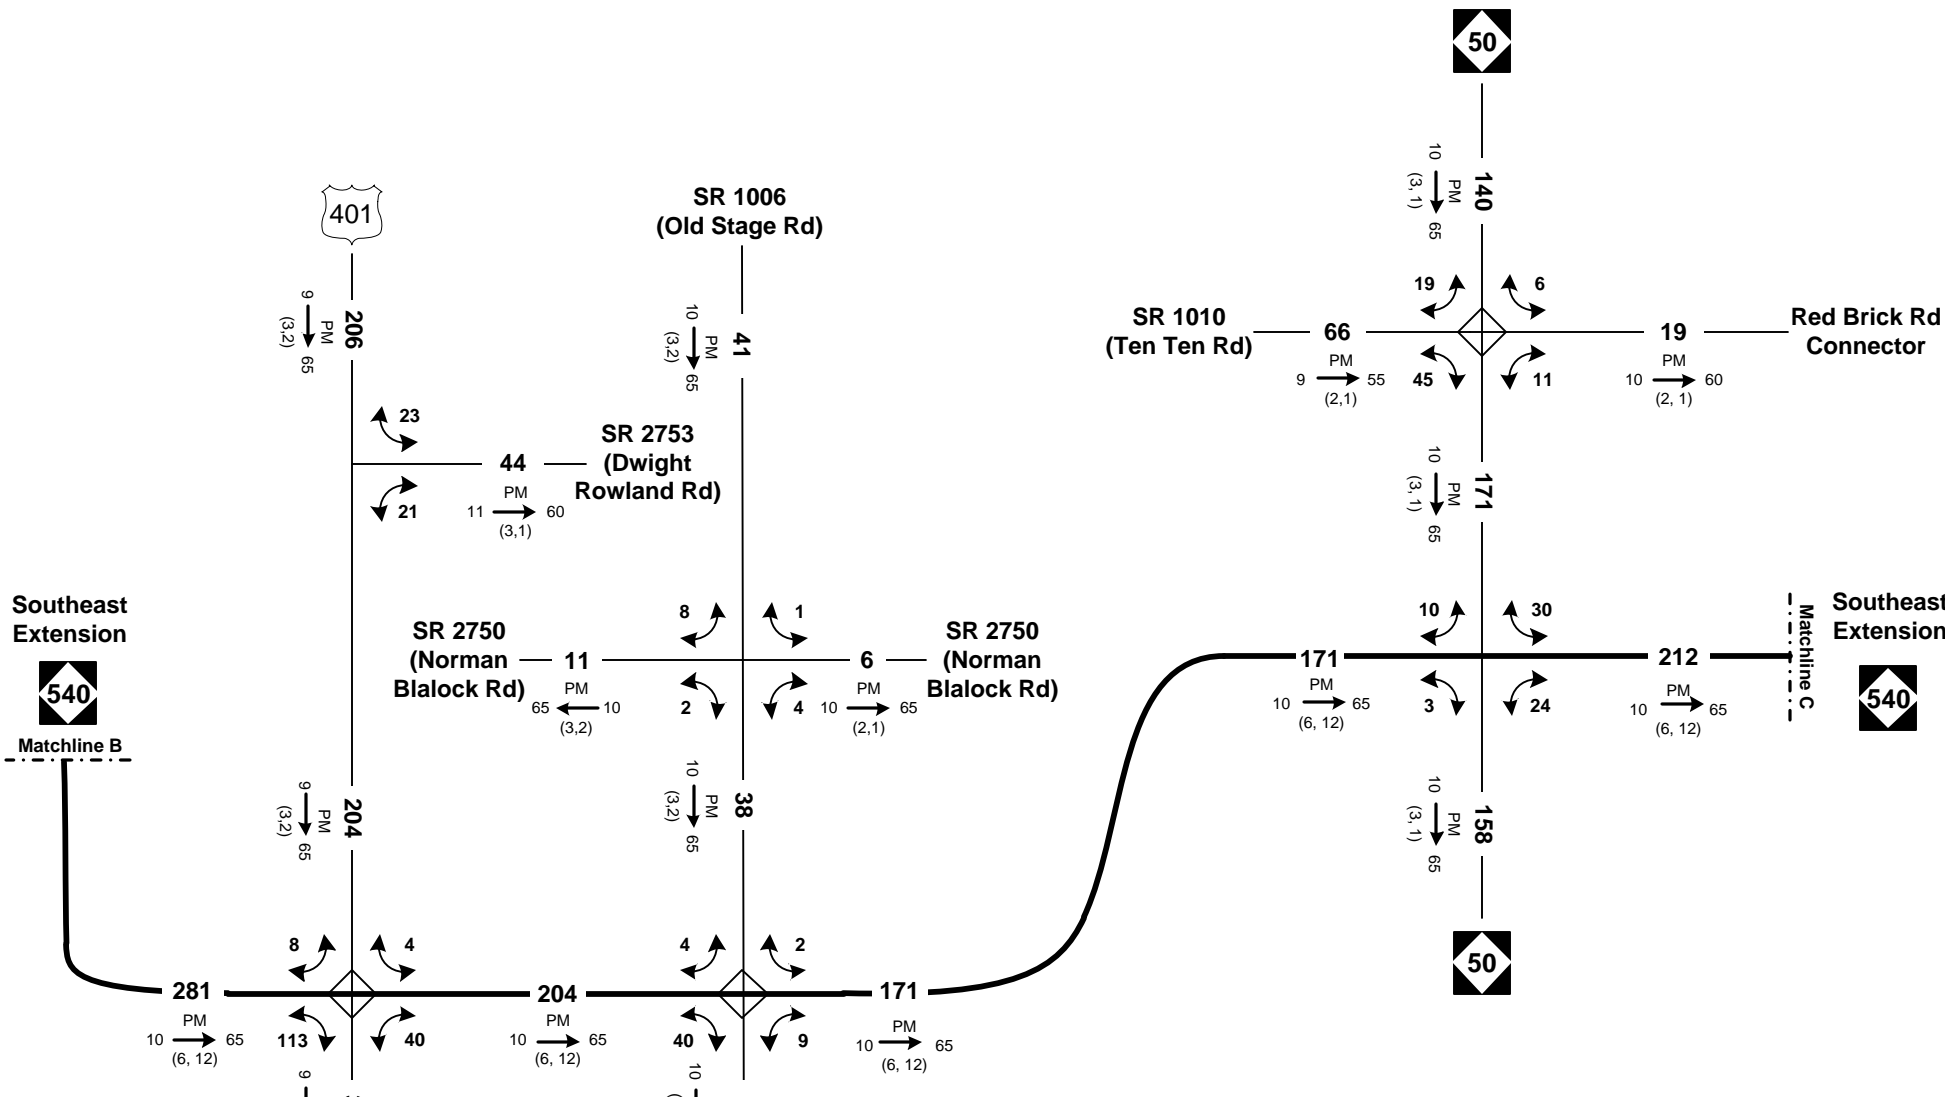 50
10
(3, 1)
PM
65
140
401
SR 1006
(Old Stage Rd)
9
(3,2)
PM
65
206
10
(3,2)
PM
65
41
19
6
SR 1010
(Ten Ten Rd)
66
PM
9
55
(2,1)
45
11
19
PM
10
60
(2, 1)
Red Brick Rd
Connector
23
21
44
PM
11
60
(3,1)
SR 2753
(Dwight
Rowland Rd)
10
(3, 1)
PM
65
171
Southeast
Extension
540
Matchline B
SR 2750
(Norman
Blalock Rd)
11
PM
65
10
(3,2)
8
1
2
4
6
PM
10
65
(2,1)
SR 2750
(Norman
Blalock Rd)
171
PM
10
65
(6, 12)
10
30
3
24
212
PM
10
65
(6, 12)
Matchline C
Southeast
Extension
540
9
(3,2)
PM
65
204
10
(3,2)
PM
65
38
10
(3, 1)
PM
65
158
50
281
PM
10
65
(6, 12)
8
4
113
40
204
PM
10
65
(6, 12)
4
2
40
9
171
PM
10
65
(6, 12)
9
10